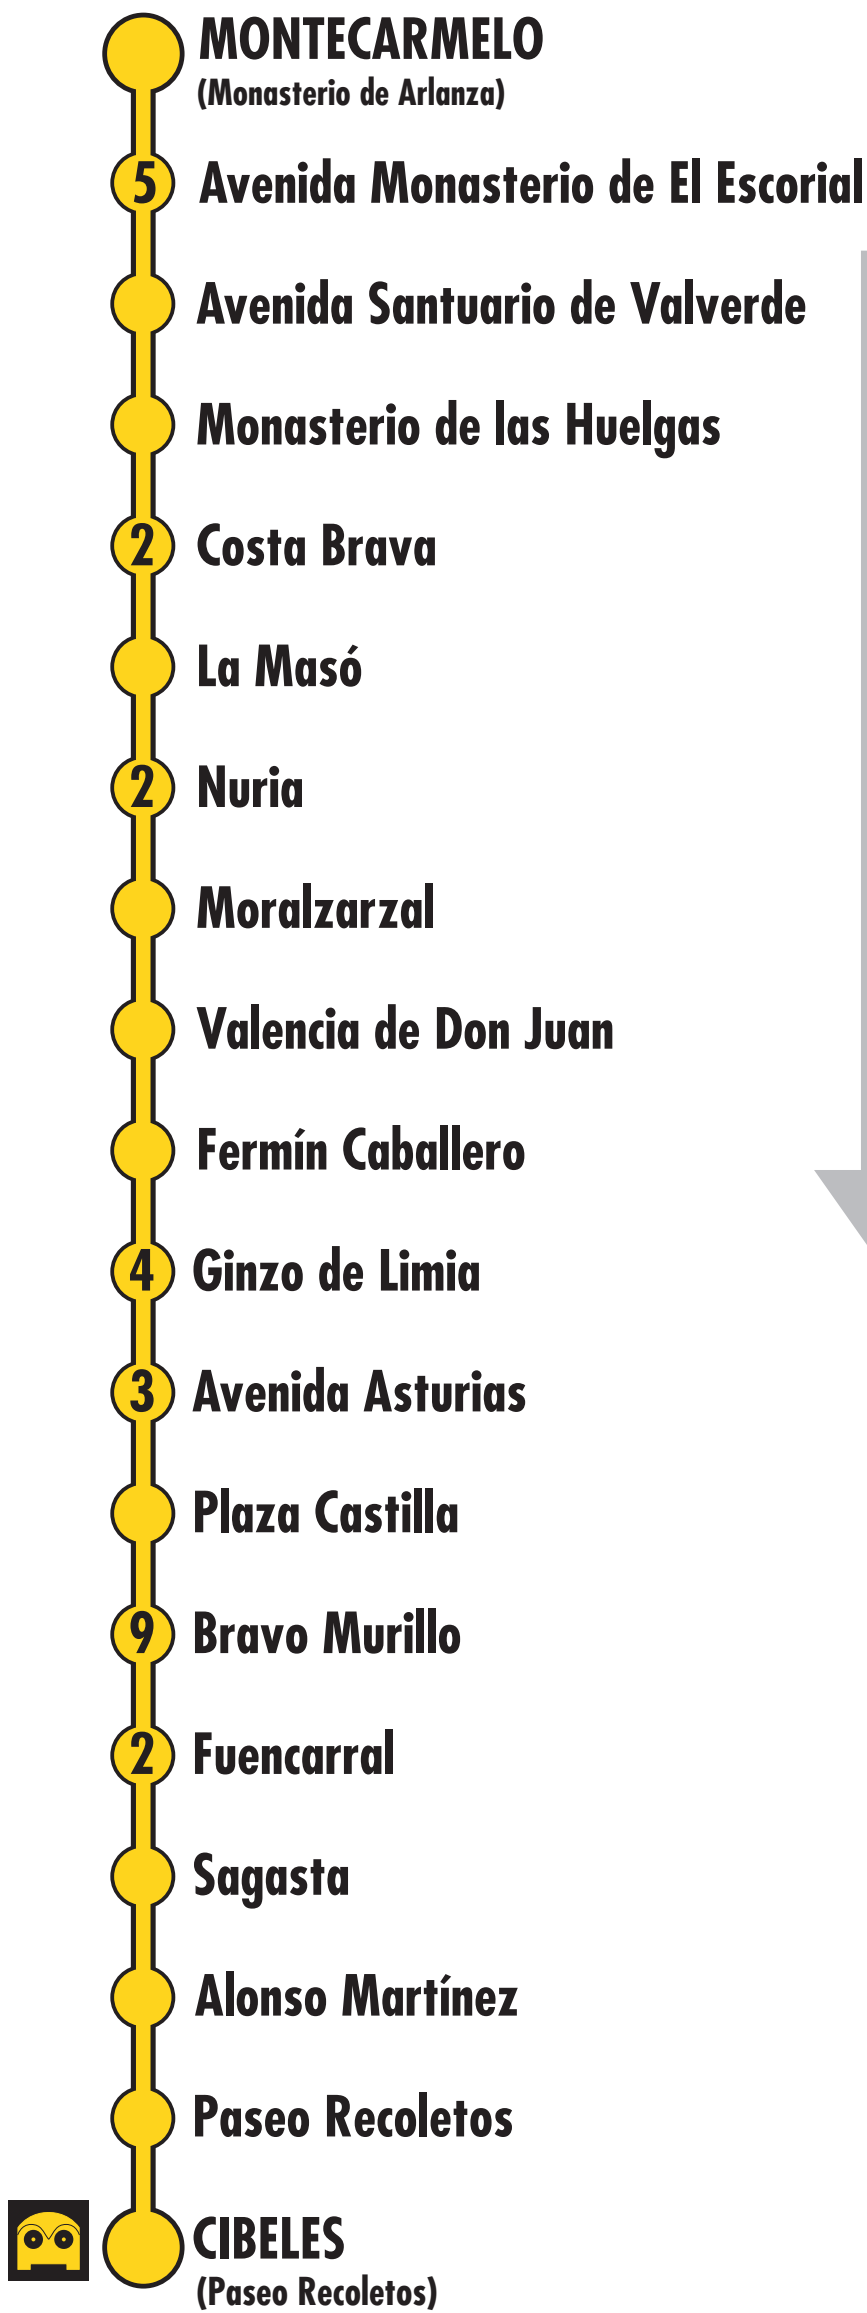 MONTECARMELO
(Monasterio de Arlanza)
5 Avenida Monasterio de El Escorial
Avenida Santuario de Valverde
Monasterio de las Huelgas
2 Costa Brava
La Masó
2 Nuria
Moralzarzal
Valencia de Don Juan
Fermín Caballero
4 Ginzo de Limia
3 Avenida Asturias
Plaza Castilla
9 Bravo Murillo
2 Fuencarral
Sagasta
Alonso Martínez
Paseo Recoletos
CIBELES
(Paseo Recoletos)